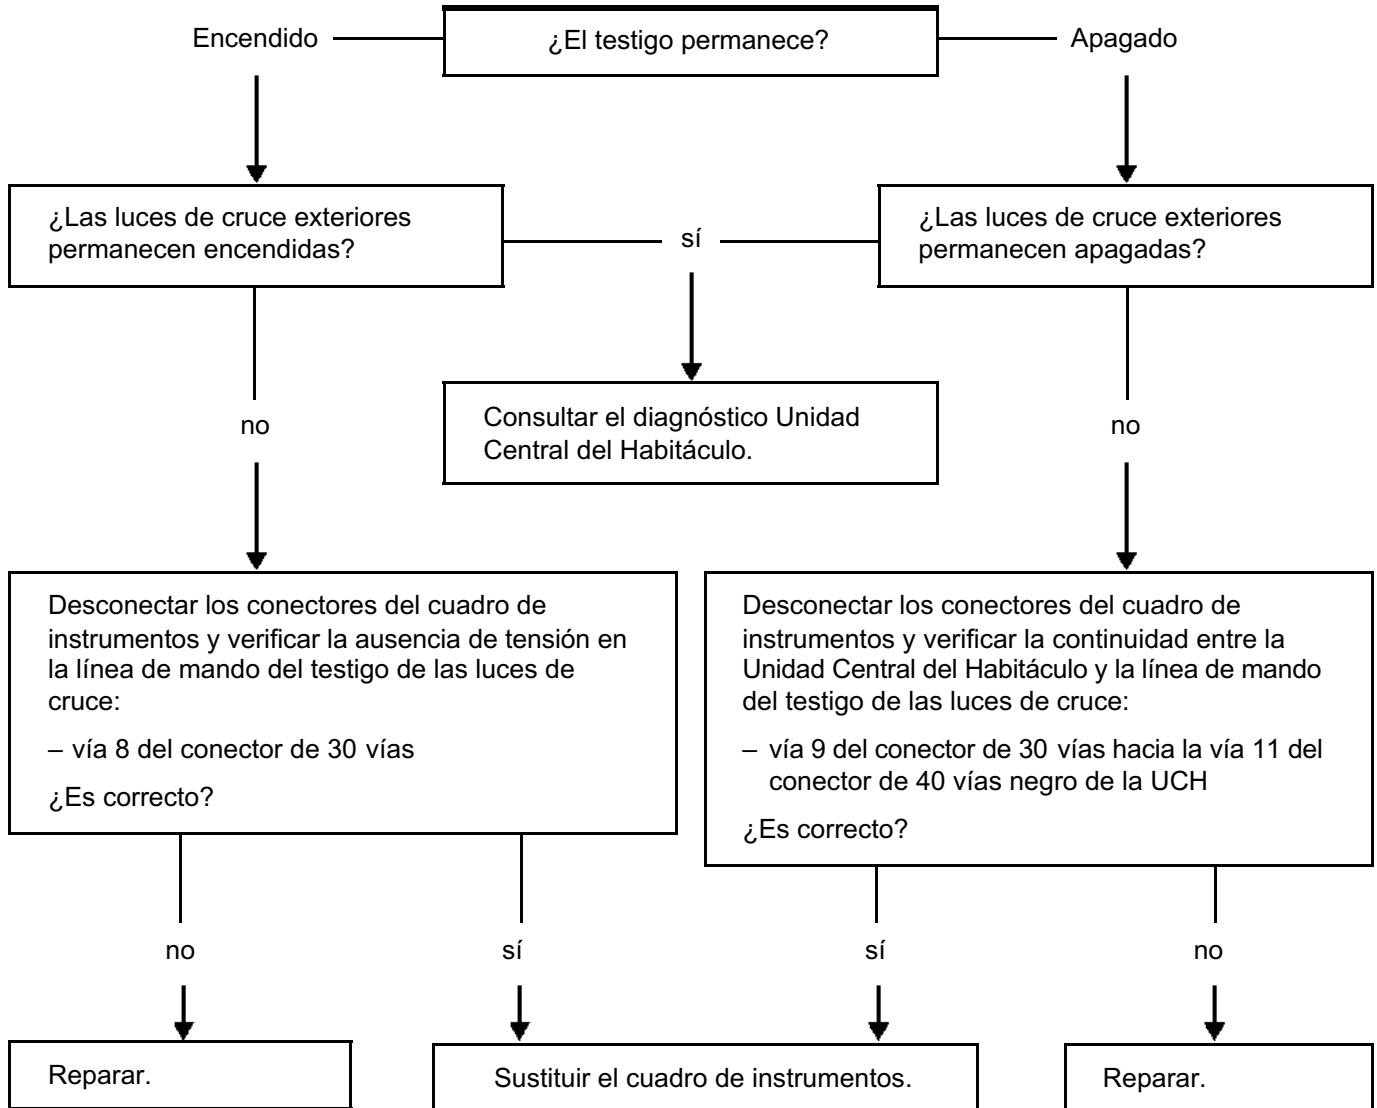 Encendido
¿El testigo permanece?
Apagado
¿Las luces de cruce exteriores
permanecen encendidas?
sí
¿Las luces de cruce exteriores
permanecen apagadas?
no
Consultar el diagnóstico Unidad
Central del Habitáculo.
no
Desconectar los conectores del cuadro de
instrumentos y verificar la ausencia de tensión en
la línea de mando del testigo de las luces de
cruce:
– vía 8 del conector de 30 vías
¿Es correcto?
Desconectar los conectores del cuadro de
instrumentos y verificar la continuidad entre la
Unidad Central del Habitáculo y la línea de mando
del testigo de las luces de cruce:
– vía 9 del conector de 30 vías hacia la vía 11 del
conector de 40 vías negro de la UCH
¿Es correcto?
no
sí
sí
no
Reparar.
Sustituir el cuadro de instrumentos.
Reparar.